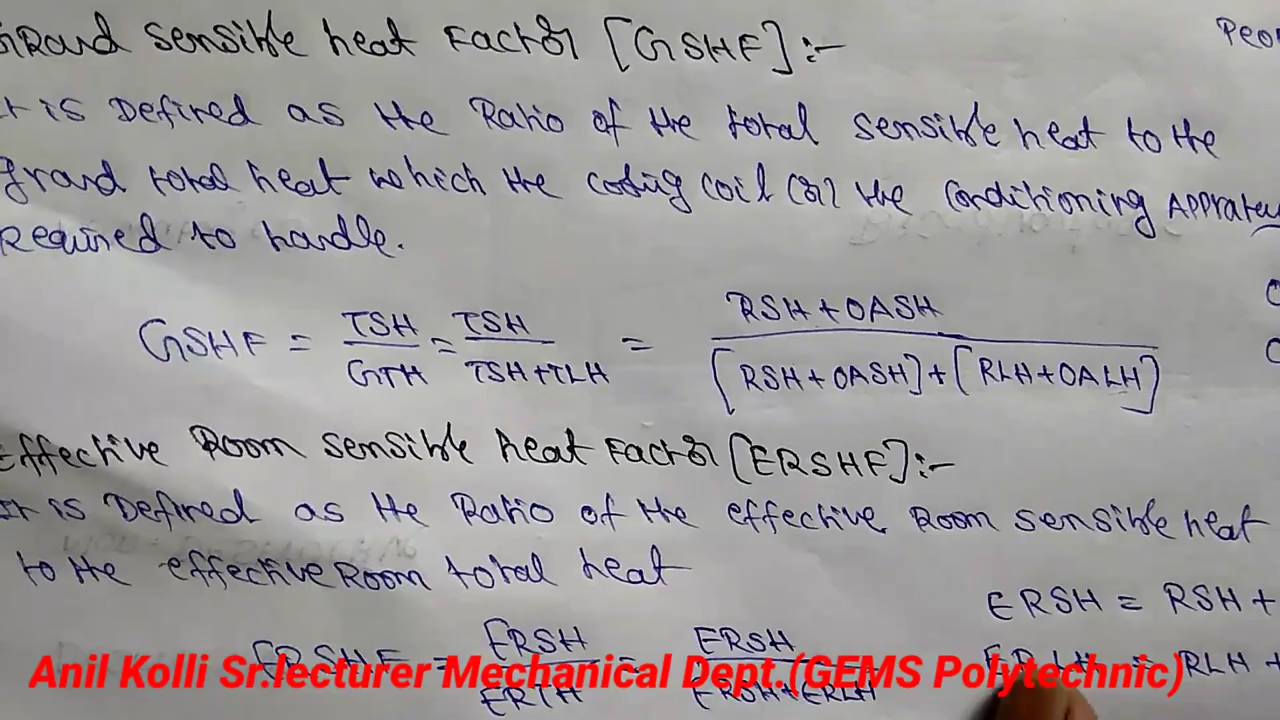 GRand sensible heat Factor [GSHF]:-
Peo
It is Defined as the Ratio of the total sensible heat to the
grand total heat which the cooling coil (or) the conditioning Apprates
Required to handle.
GSHF = TSH/GTH = TSH/TSH+TLH = RSH+OASH/[RSH+OASH]+[RLH+OALH]
Effective Room sensible heat Factor [ERSHF]:-
It is Defined as the Ratio of the effective Room sensible heat
to the effective Room total heat
ERSH = RSH +
ERSHF = ERSH/ERTH = ERSH/ERSH+ERLH
ERLH = RLH +
Anil Kolli Sr.lecturer Mechanical Dept.(GEMS Polytechnic)